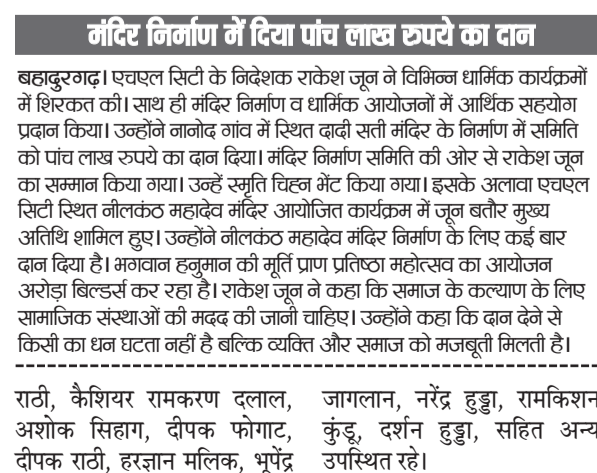 मंदिर निर्माण में दिया पांच लाख रुपये का दान
बहादुरगढ़। एचएल सिटी के निदेशक राकेश जून ने विभिन्न धार्मिक कार्यक्रमों
में शिरकत की। साथ ही मंदिर निर्माण व धार्मिक आयोजनों में आर्थिक सहयोग
प्रदान किया। उन्होंने नानोद गांव में स्थित दादी सती मंदिर के निर्माण में समिति
को पांच लाख रुपये का दान दिया। मंदिर निर्माण समिति की ओर से राकेश जून
का सम्मान किया गया। उन्हें स्मृति चिह्न भेंट किया गया। इसके अलावा एचएल
सिटी स्थित नीलकंठ महादेव मंदिर आयोजित कार्यक्रम में जून बतौर मुख्य
अतिथि शामिल हुए। उन्होंने नीलकंठ महादेव मंदिर निर्माण के लिए कई बार
दान दिया है। भगवान हनुमान की मूर्ति प्राण प्रतिष्ठा महोत्सव का आयोजन
अरोड़ा बिल्डर्स कर रहा है। राकेश जून ने कहा कि समाज के कल्याण के लिए
सामाजिक संस्थाओं की मदद की जानी चाहिए। उन्होंने कहा कि दान देने से
किसी का धन घटता नहीं है बल्कि व्यक्ति और समाज को मजबूती मिलती है।
राठी, कैशियर रामकरण दलाल,
अशोक सिहाग, दीपक फोगाट,
दीपक राठी, हरज्ञान मलिक, भूपेंद्र
जागलान, नरेंद्र हुड्डा, रामकिशन
कुंडू, दर्शन हुड्डा, सहित अन्य
उपस्थित रहे।